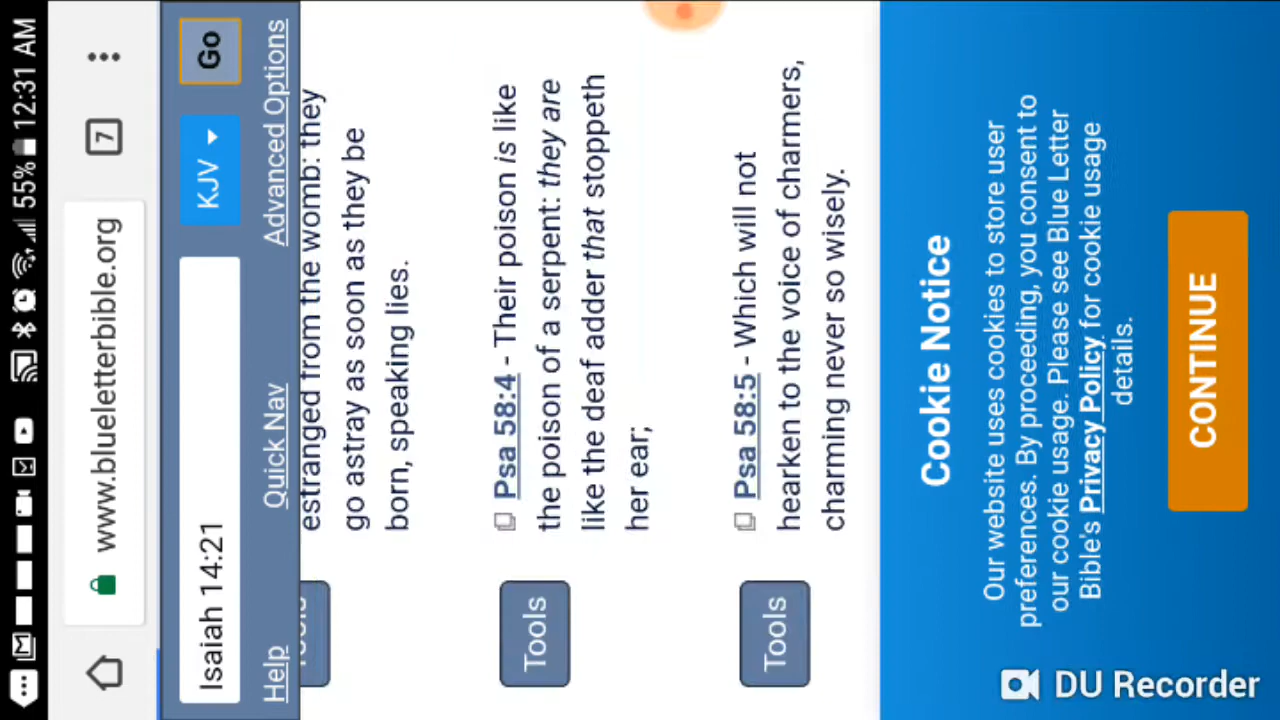 55% 12:31 AM
www.blueletterbible.org 7
Isaiah 14:21 KJV Go
Help Quick Nav Advanced Options
estranged from the womb: they
go astray as soon as they be
born, speaking lies.
Tools Psa 58:4 - Their poison is like
the poison of a serpent: they are
like the deaf adder that stoppeth
her ear;
Tools Psa 58:5 - Which will not
hearken to the voice of charmers,
charming never so wisely.
Cookie Notice
Our website uses cookies to store user
preferences. By proceeding, you consent to
our cookie usage. Please see Blue Letter
Bible's Privacy Policy for cookie usage
details.
CONTINUE
DU Recorder